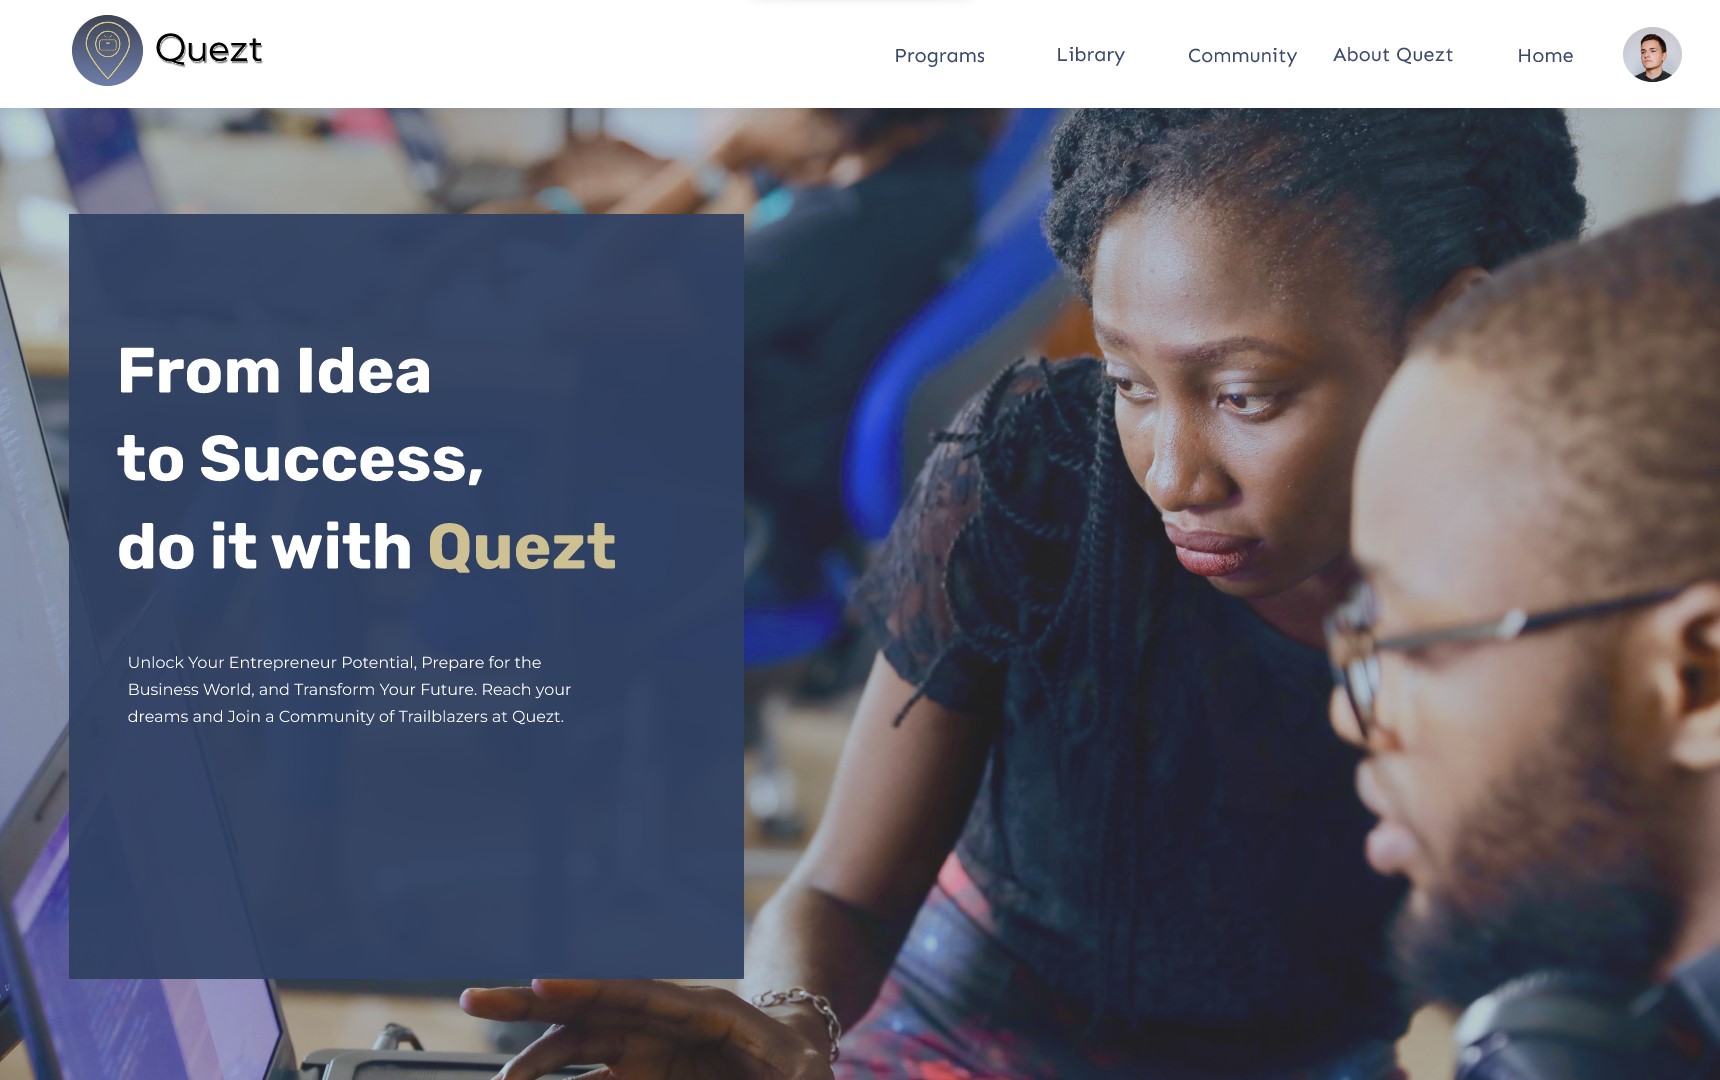 Quezt
Programs
Library
Community
About Quezt
Home
From Idea
to Success,
do it with Quezt
Unlock Your Entrepreneur Potential, Prepare for the
Business World, and Transform Your Future. Reach your
dreams and Join a Community of Trailblazers at Quezt.